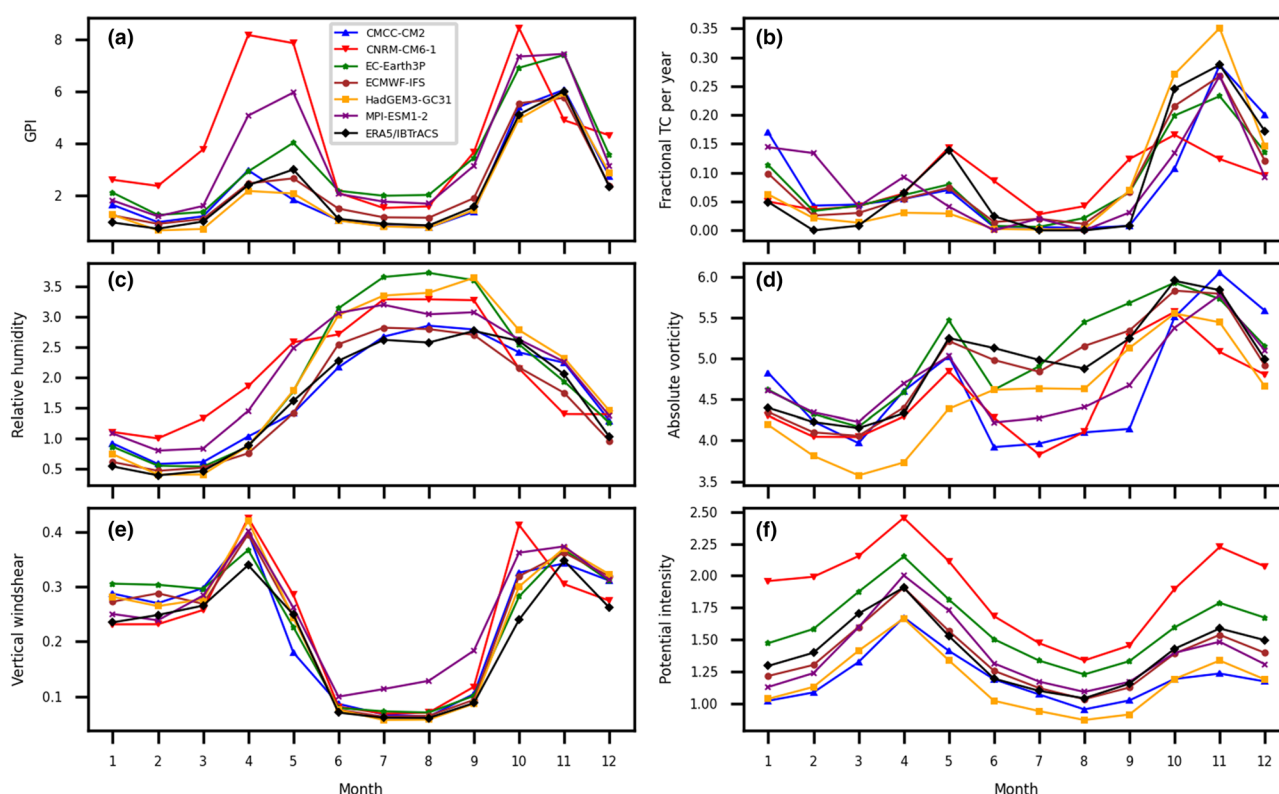 (a)
GPI
8
6
4
2
CMCC-CM2
CNRM-CM6-1
EC-Earth3P
ECMWF-IFS
HadGEM3-GC31
MPI-ESM1-2
ERA5/IBTrACS
(b)
Fractional TC per year
0.35
0.30
0.25
0.20
0.15
0.10
0.05
0.00
(c)
Relative humidity
3.5
3.0
2.5
2.0
1.5
1.0
0.5
(d)
Absolute vorticity
6.0
5.5
5.0
4.5
4.0
3.5
(e)
Vertical windshear
0.4
0.3
0.2
0.1
1 2 3 4 5 6 7 8 9 10 11 12
Month
(f)
Potential intensity
2.50
2.25
2.00
1.75
1.50
1.25
1.00
1 2 3 4 5 6 7 8 9 10 11 12
Month